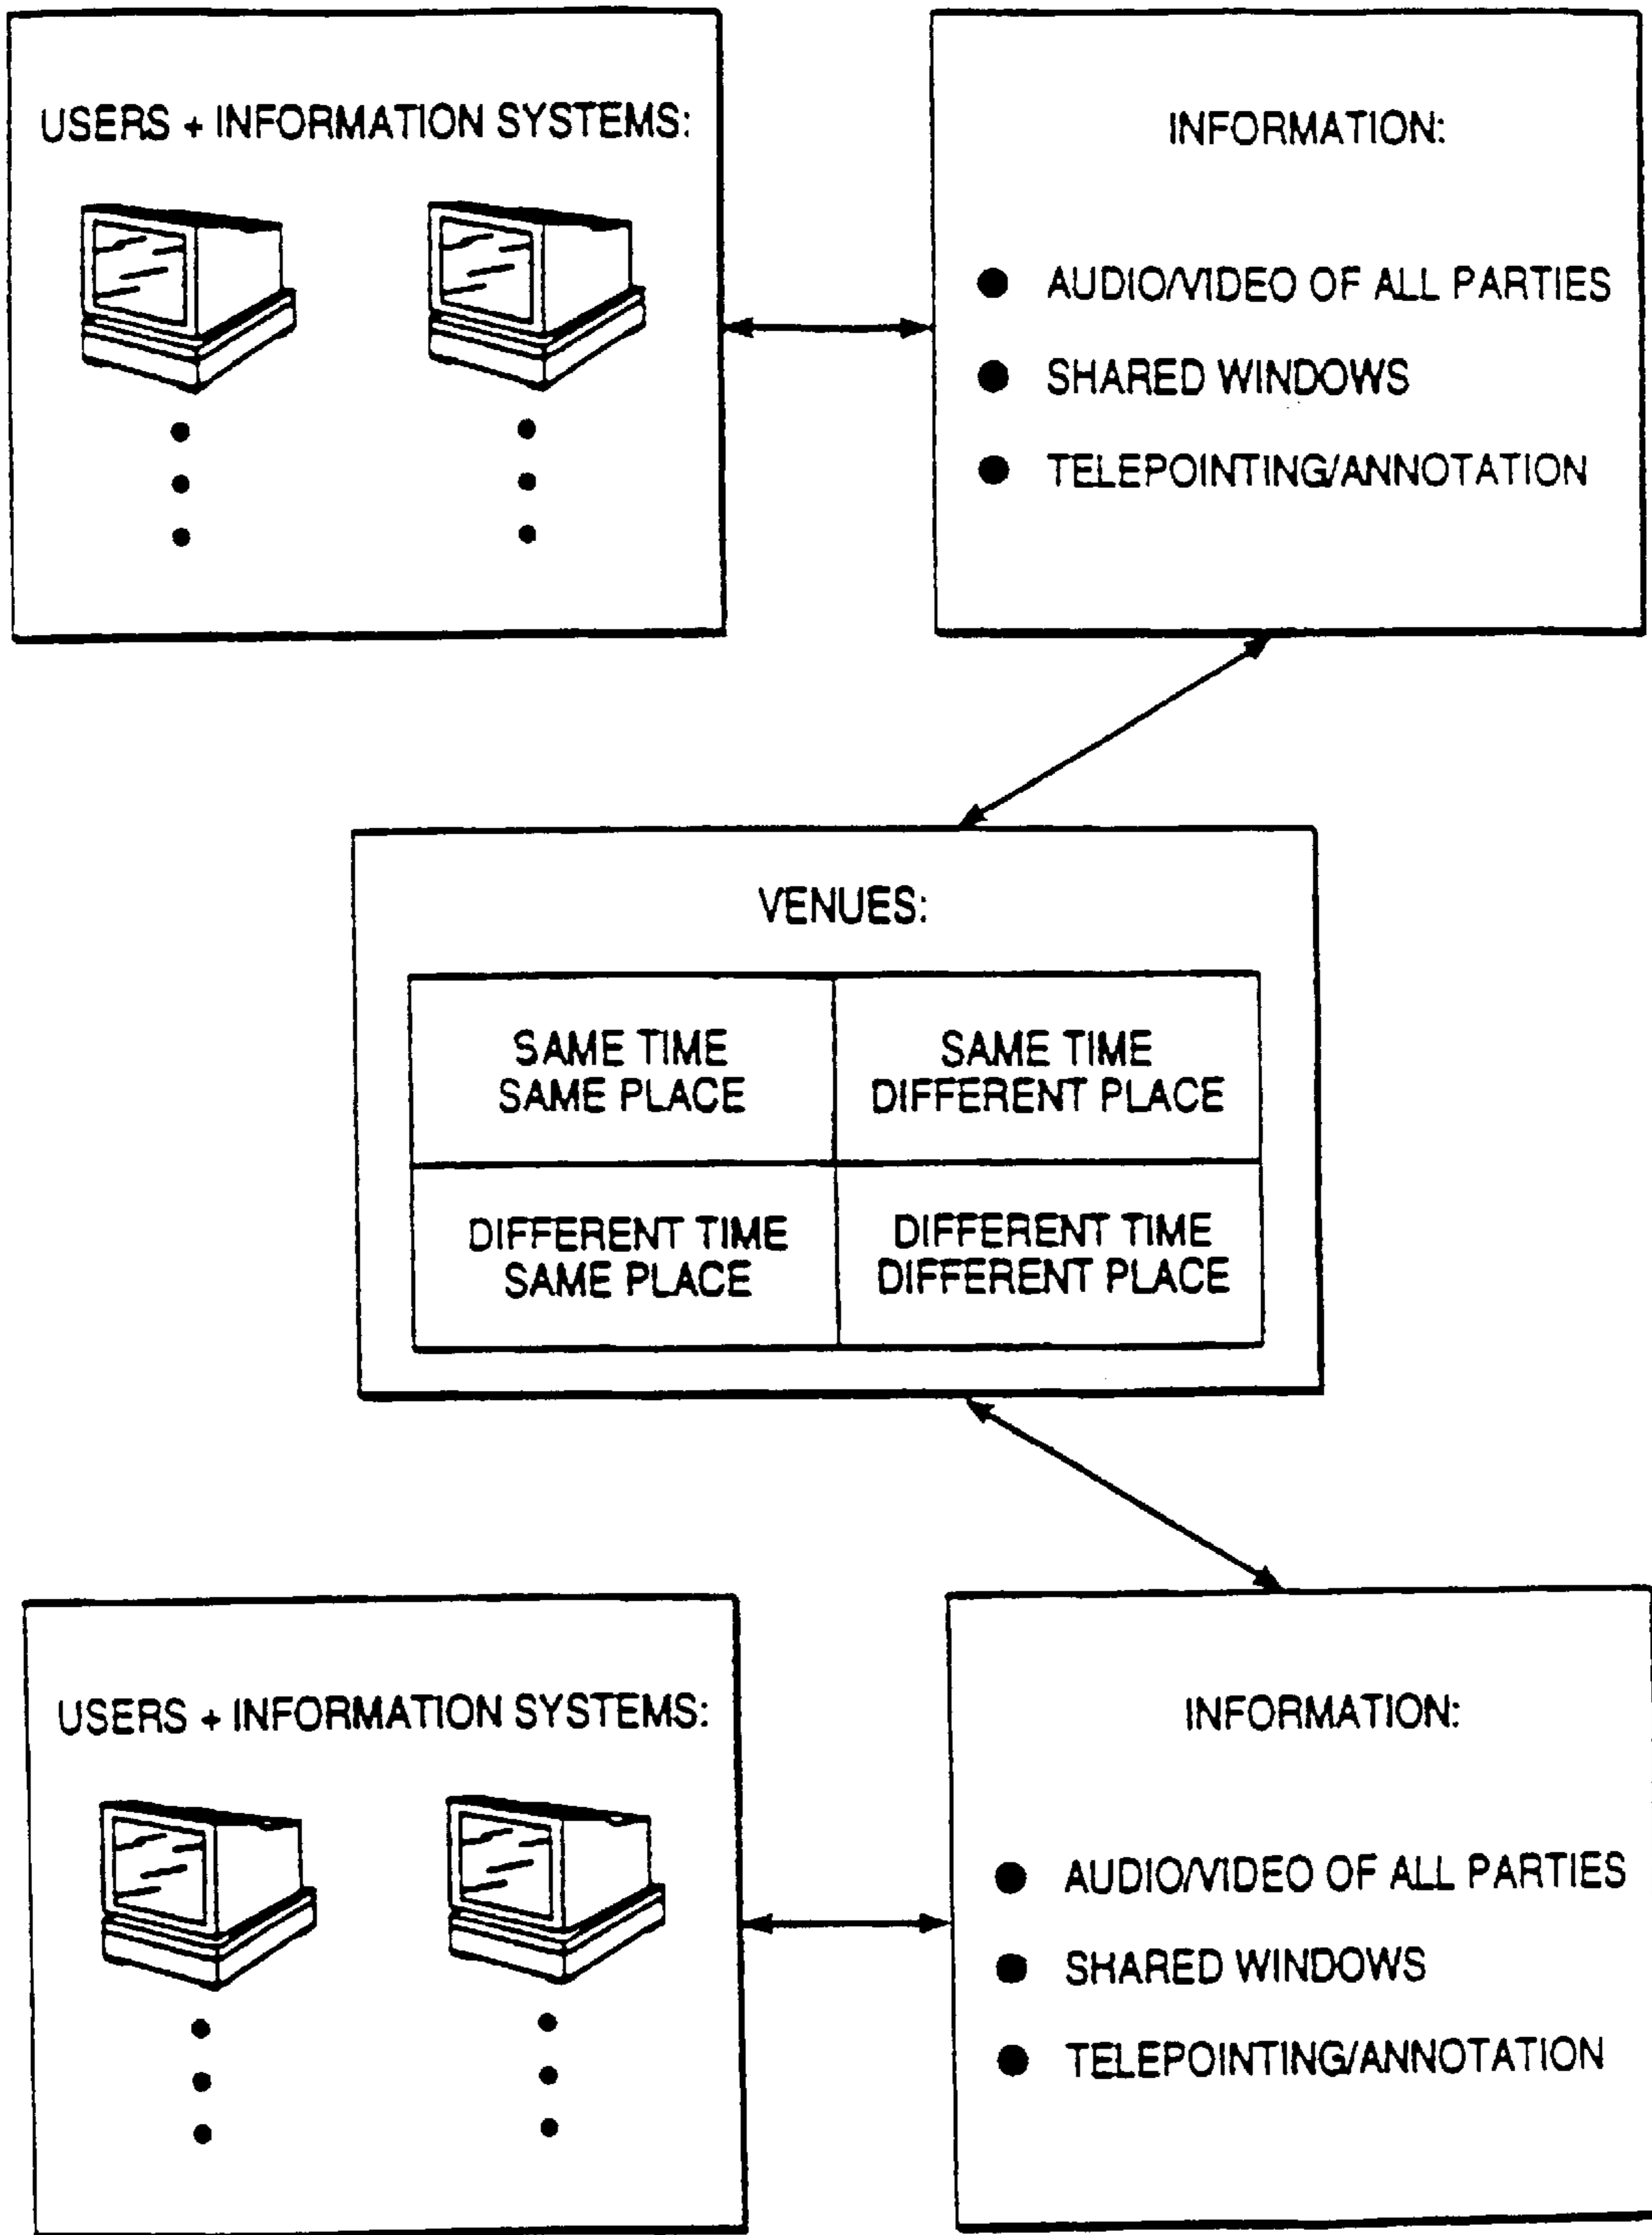 USERS + INFORMATION SYSTEMS:
INFORMATION:
● AUDIO/VIDEO OF ALL PARTIES
● SHARED WINDOWS
● TELEPOINTING/ANNOTATION
VENUES:
SAME TIME
SAME PLACE
SAME TIME
DIFFERENT PLACE
DIFFERENT TIME
SAME PLACE
DIFFERENT TIME
DIFFERENT PLACE
USERS + INFORMATION SYSTEMS:
INFORMATION:
● AUDIO/VIDEO OF ALL PARTIES
● SHARED WINDOWS
● TELEPOINTING/ANNOTATION